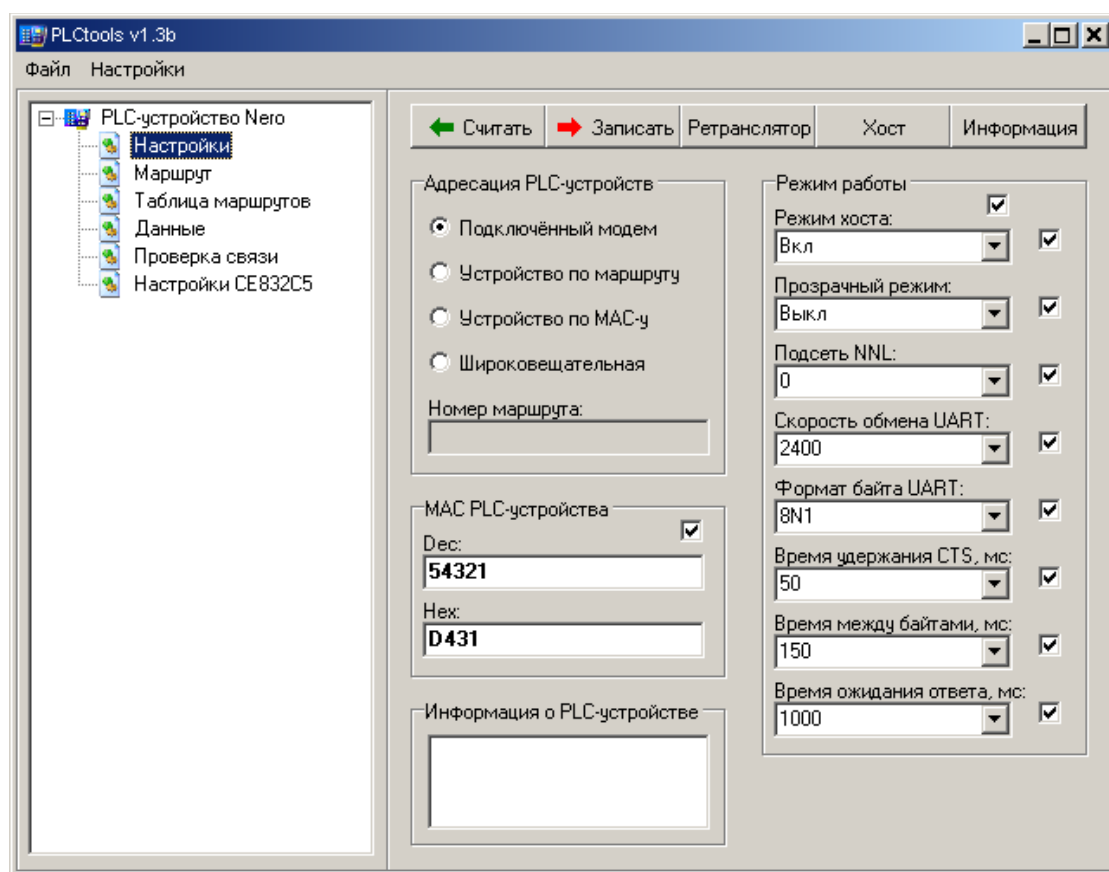 PLCtools v1.3b
Файл Настройки
PLC-устройство Nero
Настройки
Маршрут
Таблица маршрутов
Данные
Проверка связи
Настройки CE832C5
Считать Записать Ретранслятор Хост Информация
Адресация PLC-устройств
Подключённый модем
Устройство по маршруту
Устройство по MAC-у
Широковещательная
Номер маршрута:
MAC PLC-устройства
Dec:
54321
Hex:
D431
Информация о PLC-устройстве
Режим работы
Режим хоста:
Вкл
Прозрачный режим:
Выкл
Подсеть NNL:
0
Скорость обмена UART:
2400
Формат байта UART:
8N1
Время удержания CTS, мс:
50
Время между байтами, мс:
150
Время ожидания ответа, мс:
1000